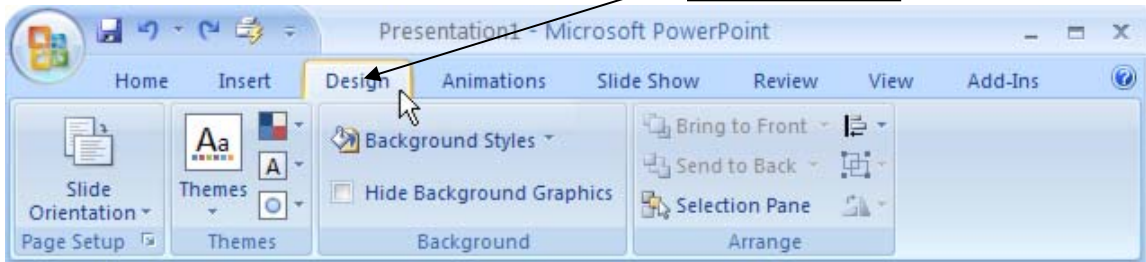 Presentation1 - Microsoft PowerPoint
Home Insert Design Animations Slide Show Review View Add-Ins
Aa
A
Slide
Orientation
Themes
Background Styles
Hide Background Graphics
Bring to Front
Send to Back
Selection Pane
Page Setup Themes Background Arrange